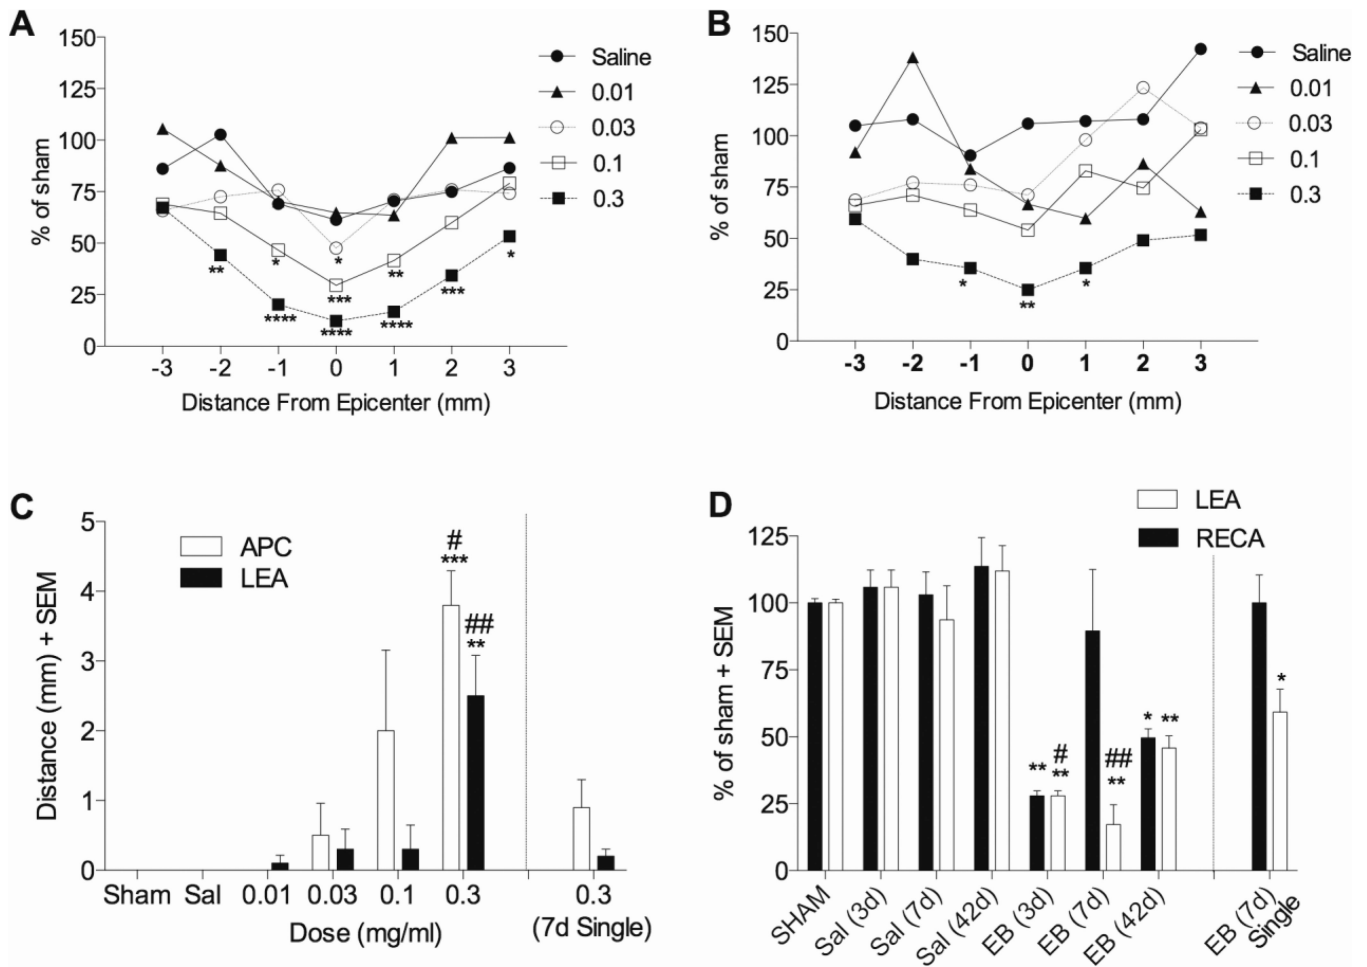 A
150
125
100
75
50
25
0
% of sham
-3 -2 -1 0 1 2 3
Distance From Epicenter (mm)
Saline
0.01
0.03
0.1
0.3
** * * ** *
*** ***
**** **** ****
B
150
125
100
75
50
25
0
% of sham
-3 -2 -1 0 1 2 3
Distance From Epicenter (mm)
Saline
0.01
0.03
0.1
0.3
* ** *
C
5
4
3
2
1
0
Distance (mm) + SEM
APC
LEA
#
***
##
**
Sham Sal 0.01 0.03 0.1 0.3 0.3
Dose (mg/ml) (7d Single)
D
LEA
RECA
125
100
75
50
25
0
% of sham + SEM
**
#
**
##
**
* **
*
SHAM
Sal (3d)
Sal (7d)
Sal (42d)
EB (3d)
EB (7d)
EB (42d)
EB (7d)
Single